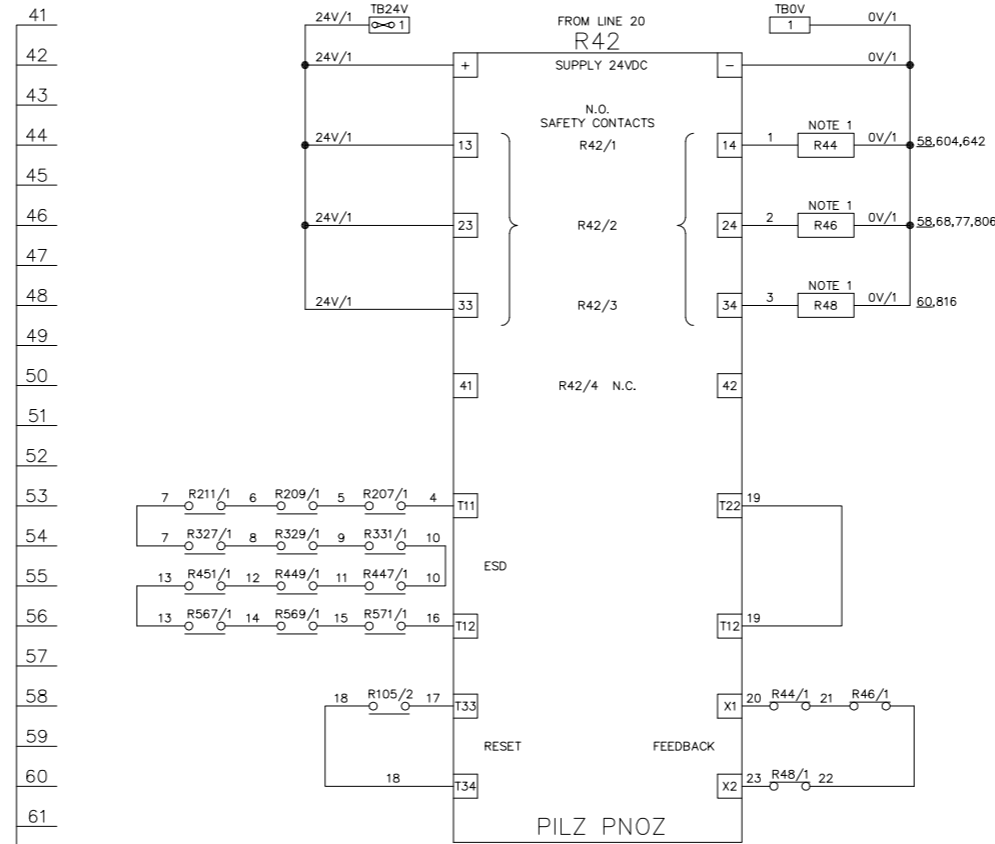 41 24V/1 TB24V 1 FROM LINE 20 TB0V 1 0V/1
R42
42 24V/1 + SUPPLY 24VDC - 0V/1
43
N.O.
SAFETY CONTACTS
44 24V/1 13 R42/1 14 1 NOTE 1 R44 0V/1 58,604,642
45
46 24V/1 23 R42/2 24 2 NOTE 1 R46 0V/1 58,68,77,806
47
48 24V/1 33 R42/3 34 3 NOTE 1 R48 0V/1 60,816
49
50 41 R42/4 N.C. 42
51
52
53 7 R211/1 6 R209/1 5 R207/1 4 T11 T22 19
54 7 R327/1 8 R329/1 9 R331/1 10
ESD
55 13 R451/1 12 R449/1 11 R447/1 10
56 13 R567/1 14 R569/1 15 R571/1 16 T12 T12 19
57
58 18 R105/2 17 T33 X1 20 R44/1 21 R46/1
59 RESET FEEDBACK
60 18 T34 X2 23 R48/1 22
61 PILZ PNOZ